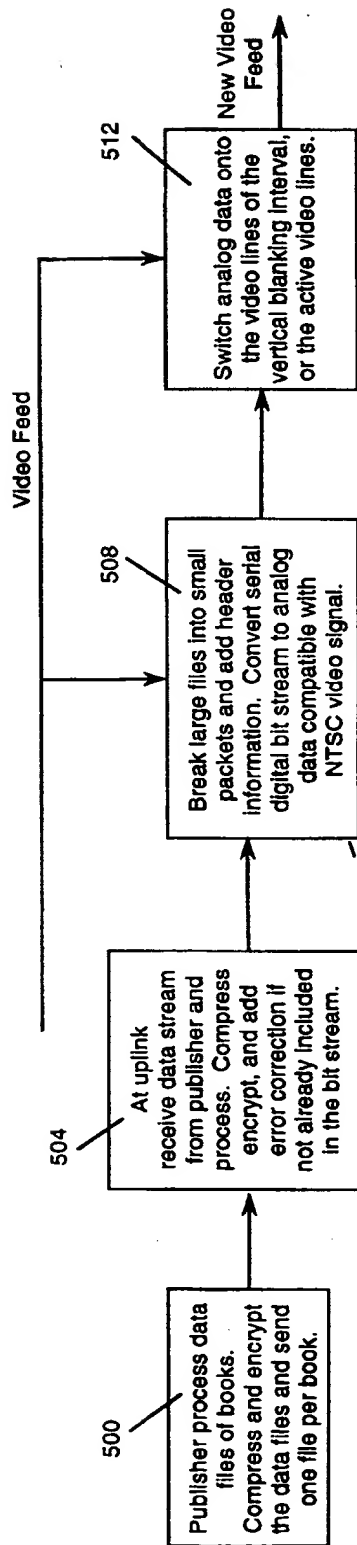 Video Feed
500
Publisher process data
files of books.
Compress and encrypt
the data files and send
one file per book.
504
At uplink
receive data stream
from publisher and
process. Compress
encrypt, and add
error correction if
not already included
in the bit stream.
508
Break large files into small
packets and add header
information. Convert serial
digital bit stream to analog
data compatible with
NTSC video signal.
512
Switch analog data onto
the video lines of the
vertical blanking interval,
or the active video lines.
New Video
Feed